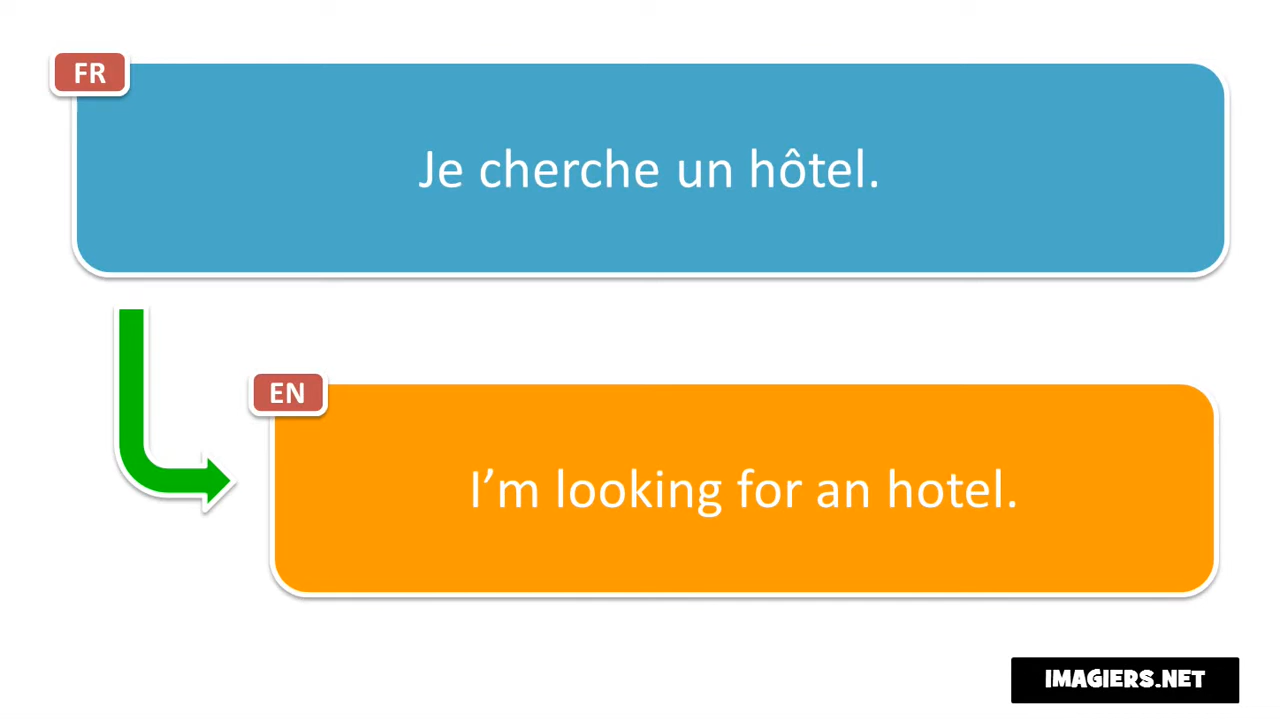 FR
Je cherche un hôtel.
EN
I’m looking for an hotel.
IMAGIERS.NET